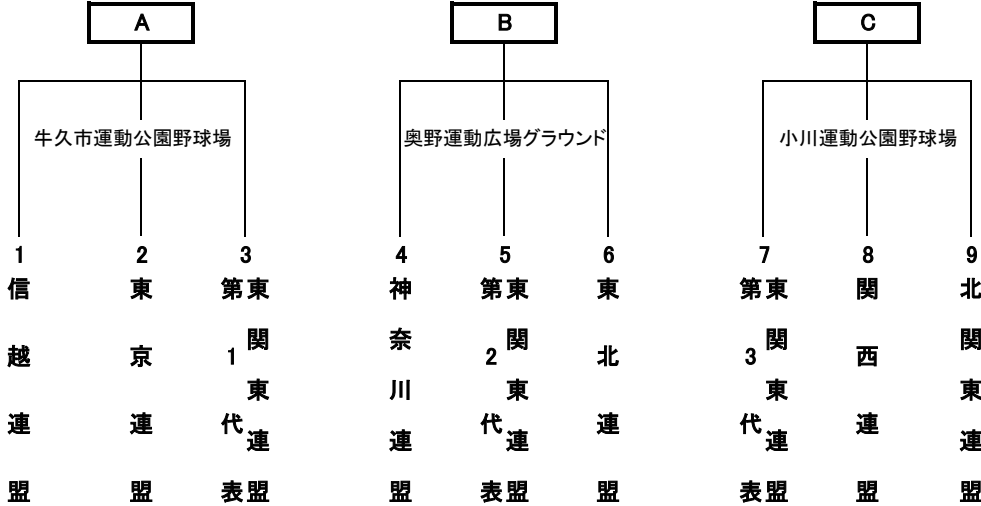 A
B
C
牛久市運動公園野球場
奥野運動広場グラウンド
小川運動公園野球場
1
2
3
4
5
6
7
8
9
信越連盟
東京連盟
東関東連盟
第1代表
神奈川連盟
東関東連盟
第2代表
東北連盟
東関東連盟
第3代表
関西連盟
北関東連盟